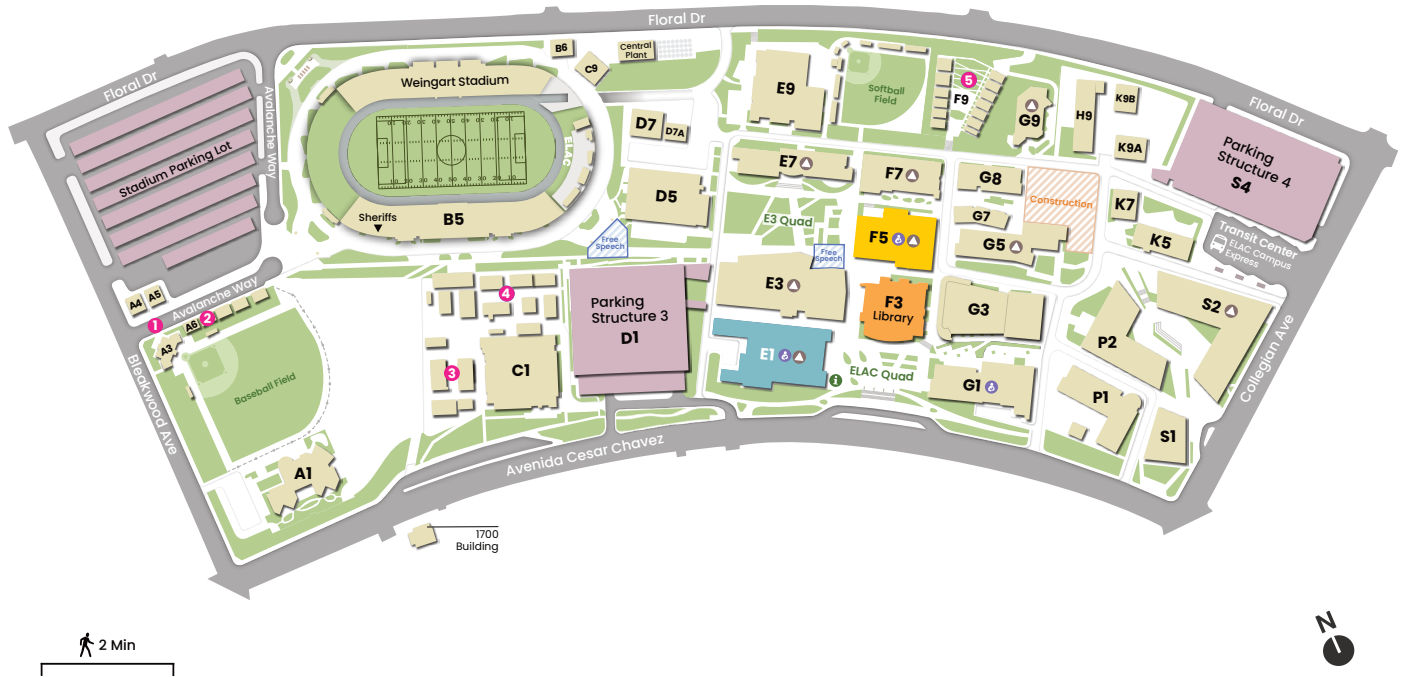 Floral Dr
Floral Dr
Floral Dr
Avalanche Way
Stadium Parking Lot
Weingart Stadium
B6
C9
Central
Plant
ELAC
Sheriffs
B5
D7
D7A
D5
Free
Speech
E9
Softball
Field
5
F9
G9
H9
K9B
K9A
Parking
Structure 4
S4
E7
F7
G8
G7
G5
Construction
K7
K5
Transit Center
ELAC Campus
Express
E3 Quad
F5
Free
Speech
E3
F3
Library
G3
S2
P2
P1
S1
Collegian Ave
A4
A5
Avalanche Way
1
2
A6
A3
Bleakwood Ave
Baseball Field
A1
4
3
C1
Parking
Structure 3
D1
E1
i
ELAC Quad
G1
Avenida Cesar Chavez
1700
Building
2 Min
N